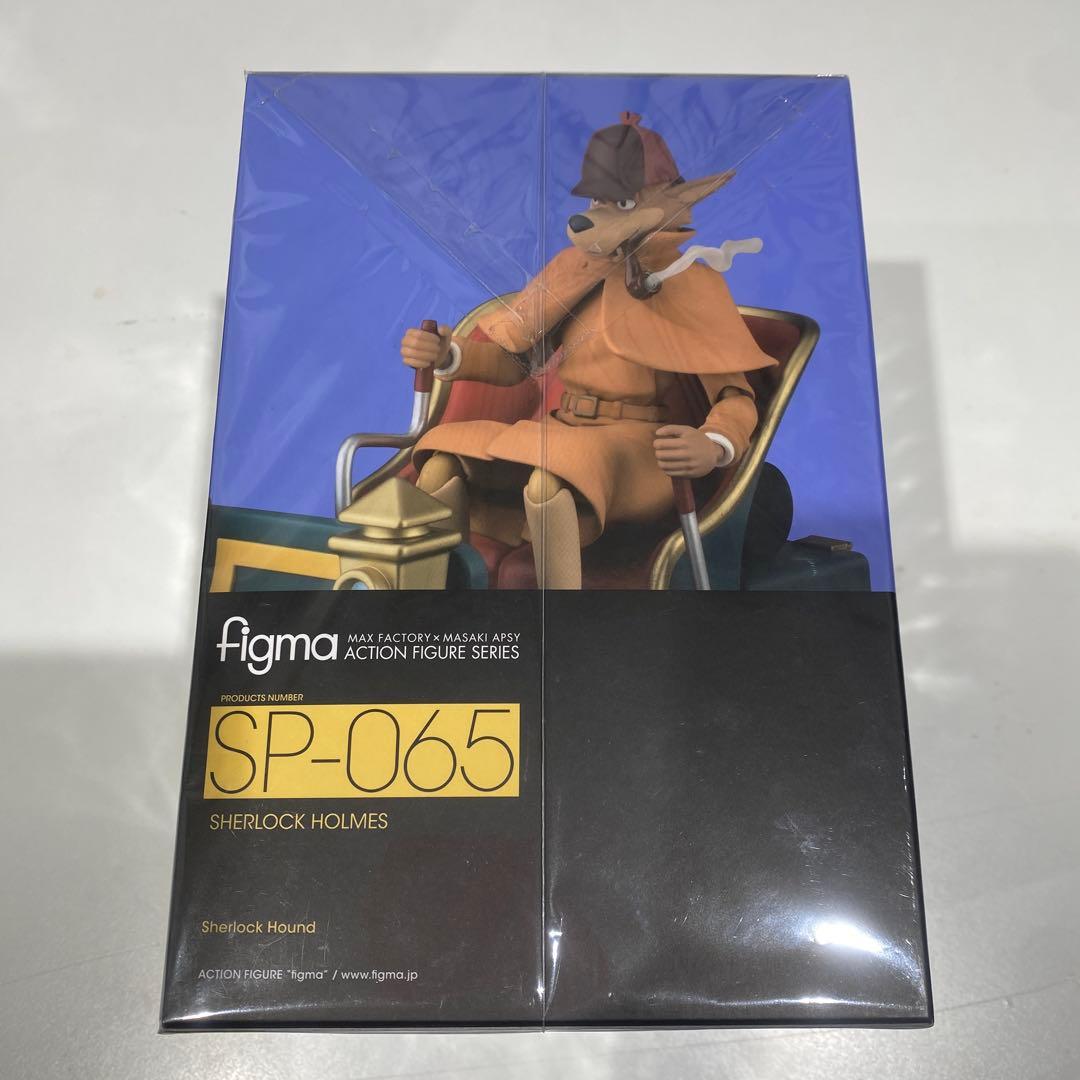 figma
MAX FACTORY × MASAKI APSY
ACTION FIGURE SERIES
PRODUCTS NUMBER
SP-065
SHERLOCK HOLMES
Sherlock Hound
ACTION FIGURE "figma" / www.figma.jp